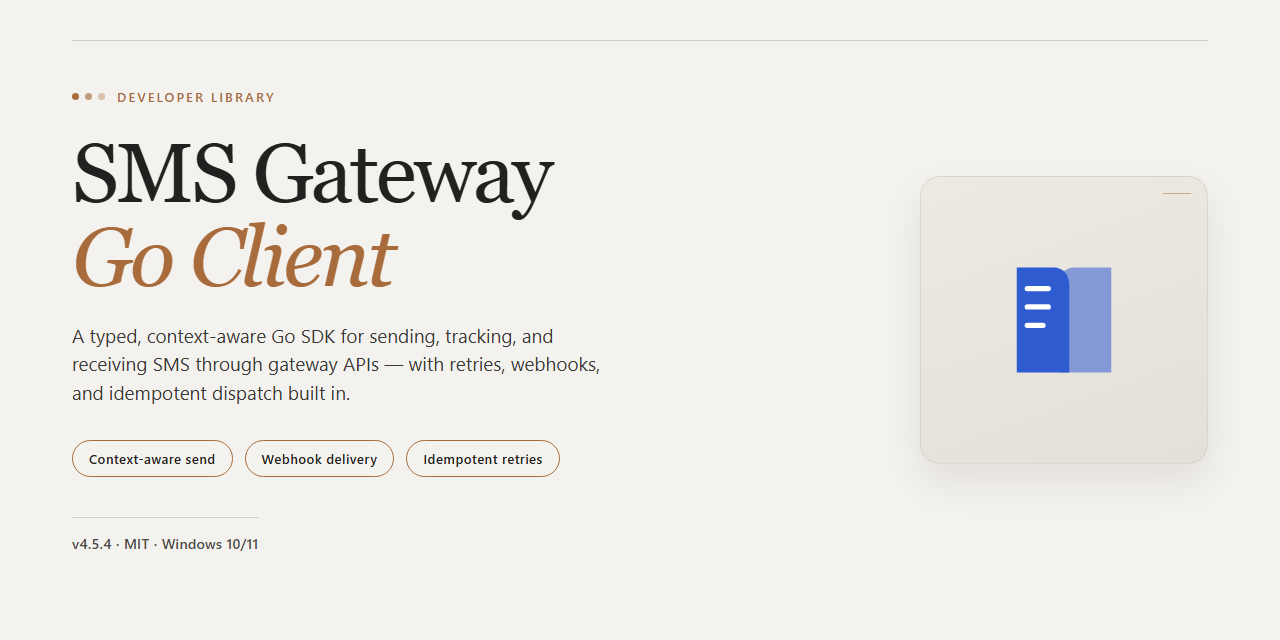 DEVELOPER LIBRARY
SMS Gateway
Go Client
A typed, context-aware Go SDK for sending, tracking, and
receiving SMS through gateway APIs — with retries, webhooks,
and idempotent dispatch built in.
Context-aware send
Webhook delivery
Idempotent retries
v4.5.4 · MIT · Windows 10/11